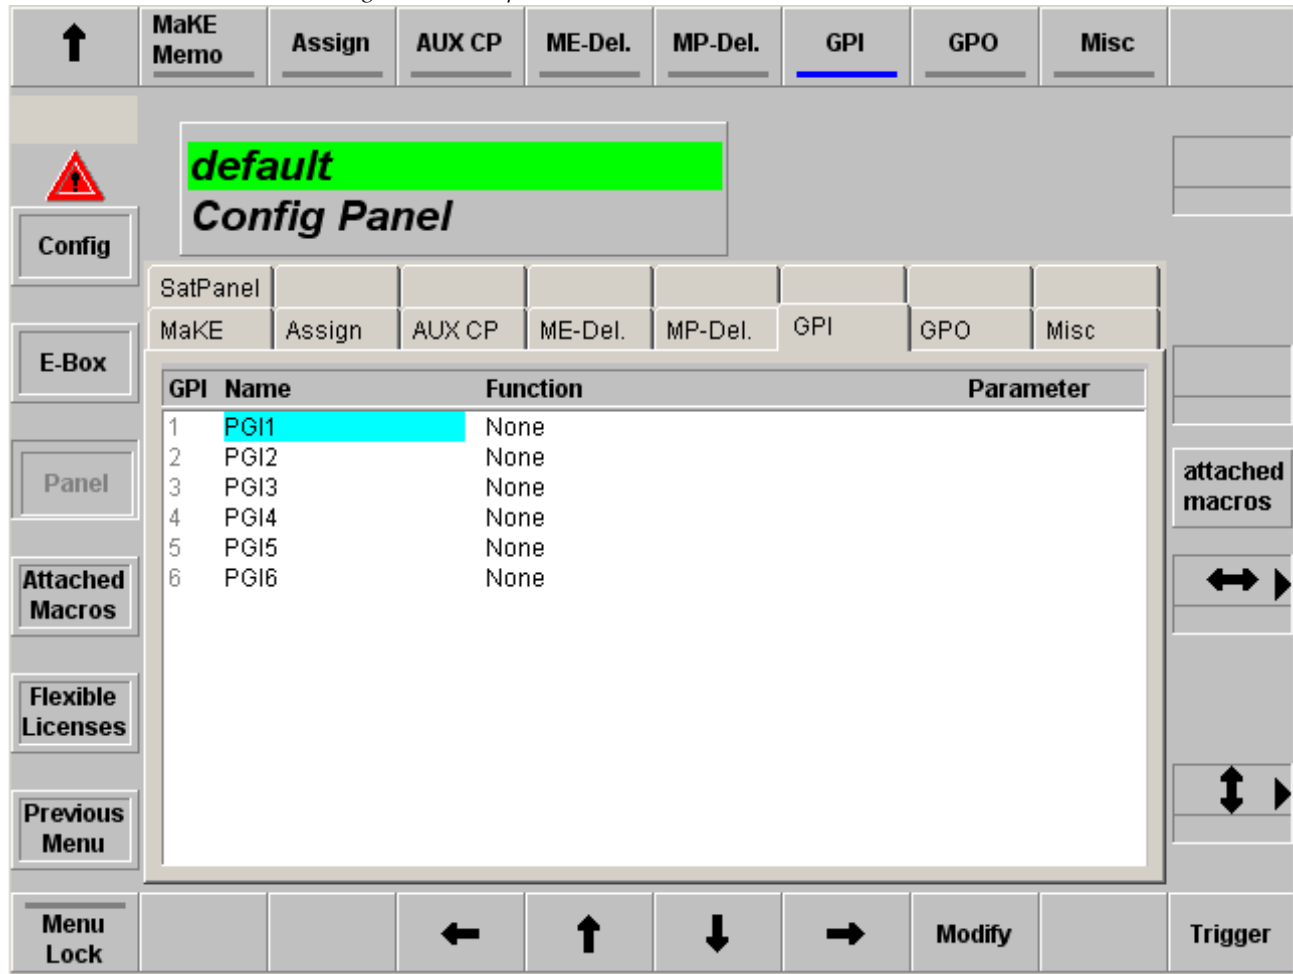 MaKE Memo Assign AUX CP ME-Del. MP-Del. GPI GPO Misc
default
Config Panel
Config
SatPanel
MaKE Assign AUX CP ME-Del. MP-Del. GPI GPO Misc
E-Box
GPI Name Function Parameter
1 PGI1 None
2 PGI2 None
3 PGI3 None
4 PGI4 None
5 PGI5 None
6 PGI6 None
Panel
attached
macros
Attached
Macros
Flexible
Licenses
Previous
Menu
Menu
Lock
Modify
Trigger